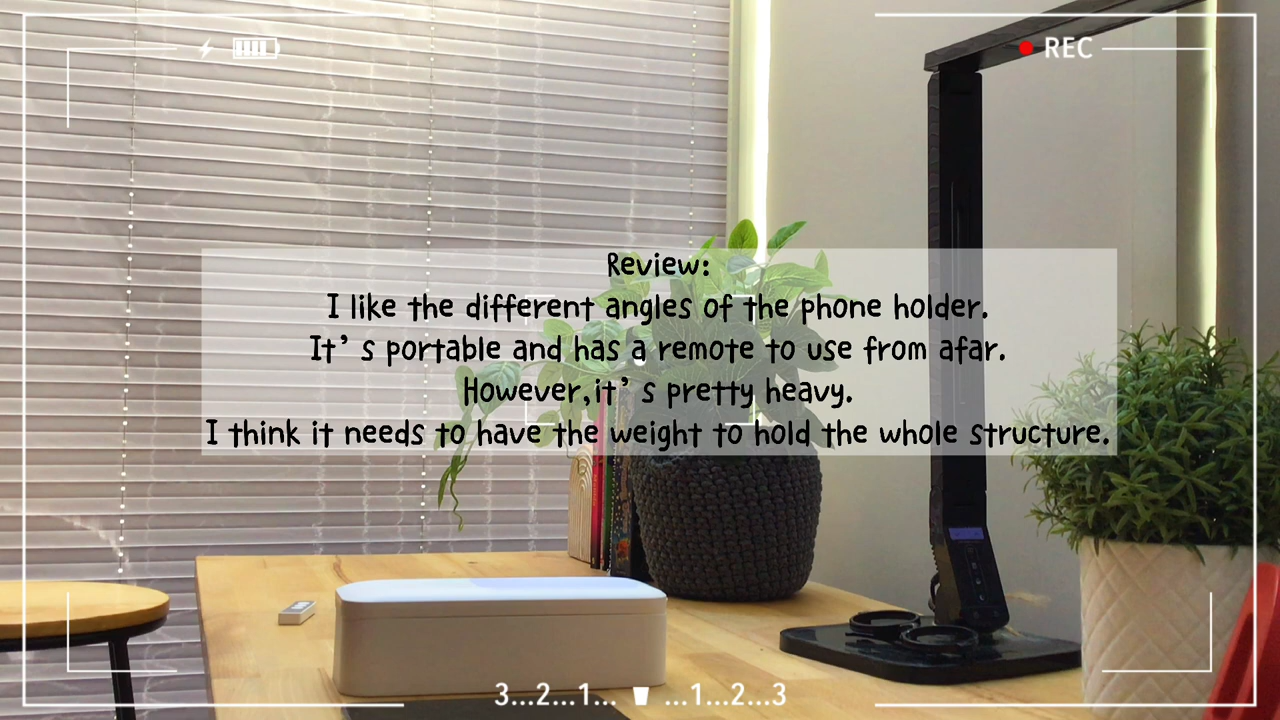 REC
Review:
I like the different angles of the phone holder.
It’s portable and has a remote to use from afar.
However,it’s pretty heavy.
I think it needs to have the weight to hold the whole structure.
3...2...1... ...1...2...3